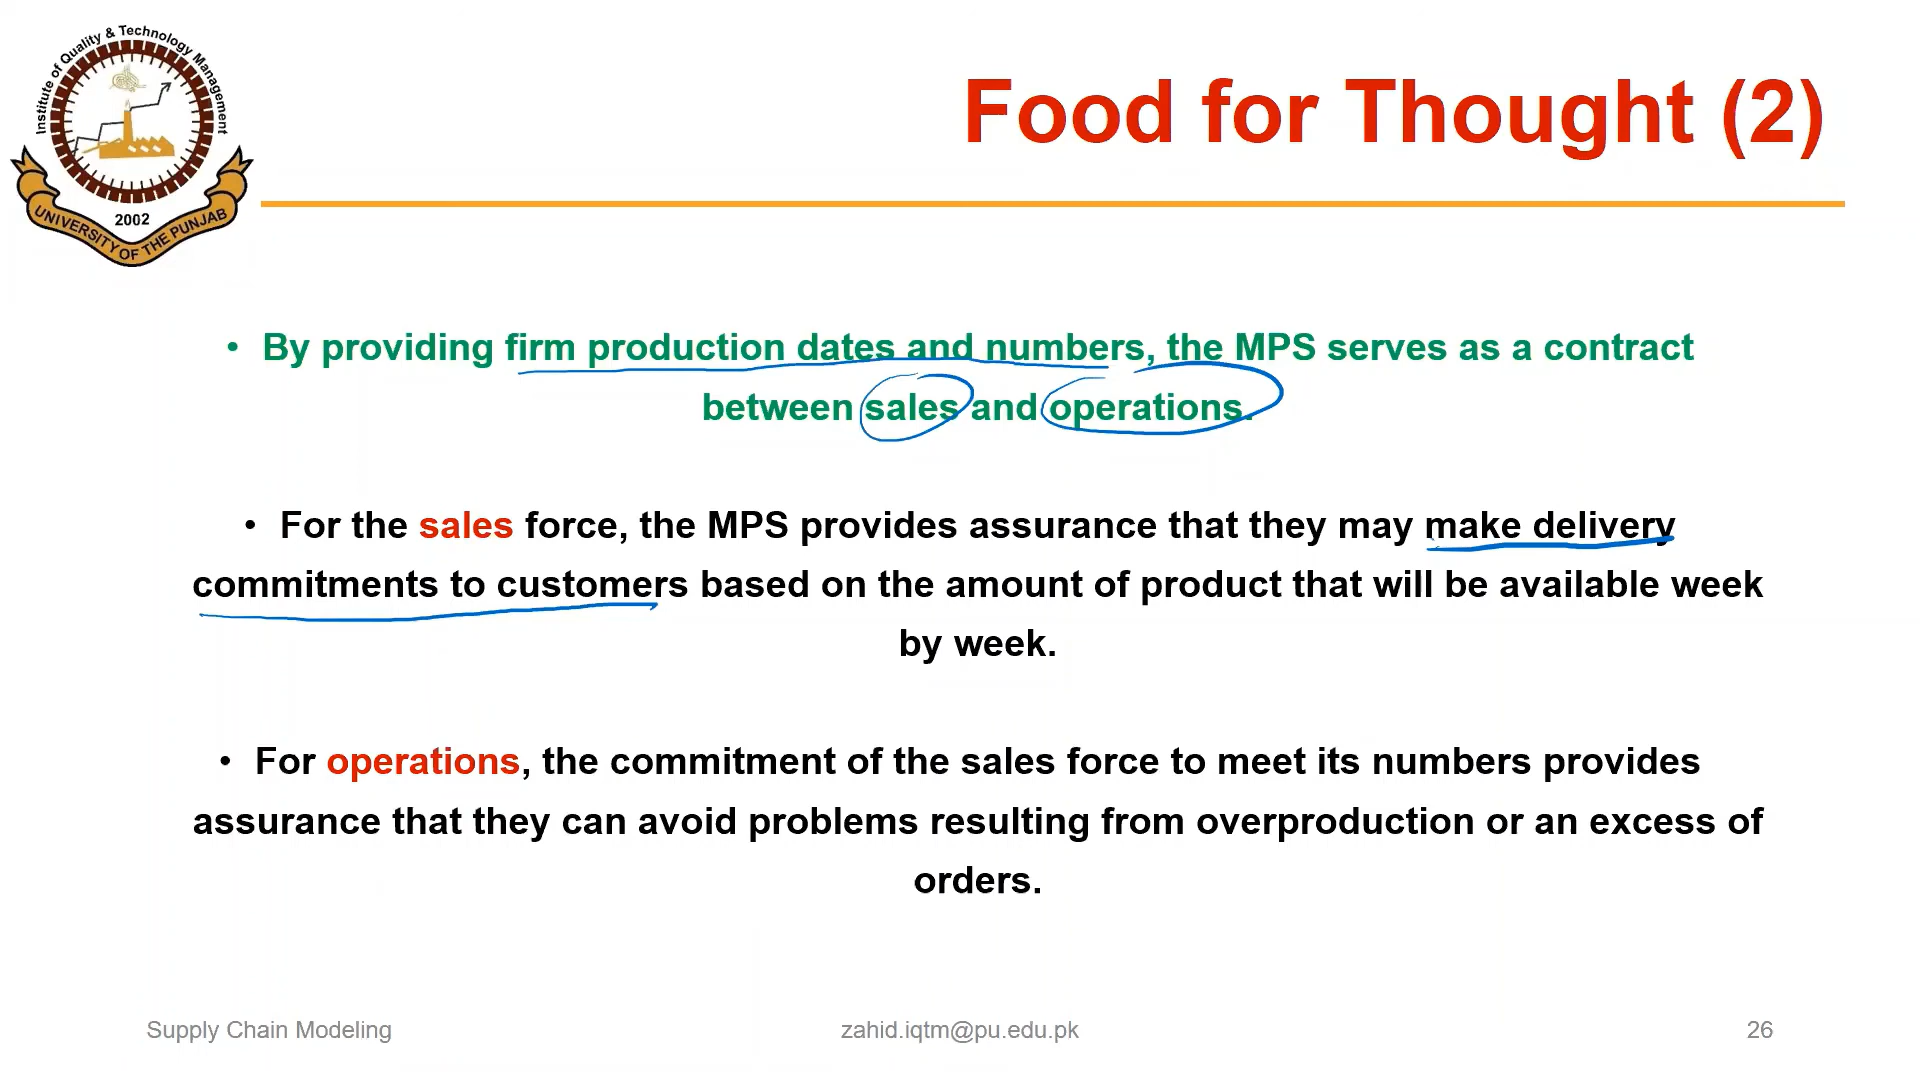 Institute of Quality & Technology Management
2002
UNIVERSITY OF THE PUNJAB
Food for Thought (2)
• By providing firm production dates and numbers, the MPS serves as a contract
between sales and operations.
• For the sales force, the MPS provides assurance that they may make delivery
commitments to customers based on the amount of product that will be available week
by week.
• For operations, the commitment of the sales force to meet its numbers provides
assurance that they can avoid problems resulting from overproduction or an excess of
orders.
Supply Chain Modeling
zahid.iqtm@pu.edu.pk
26